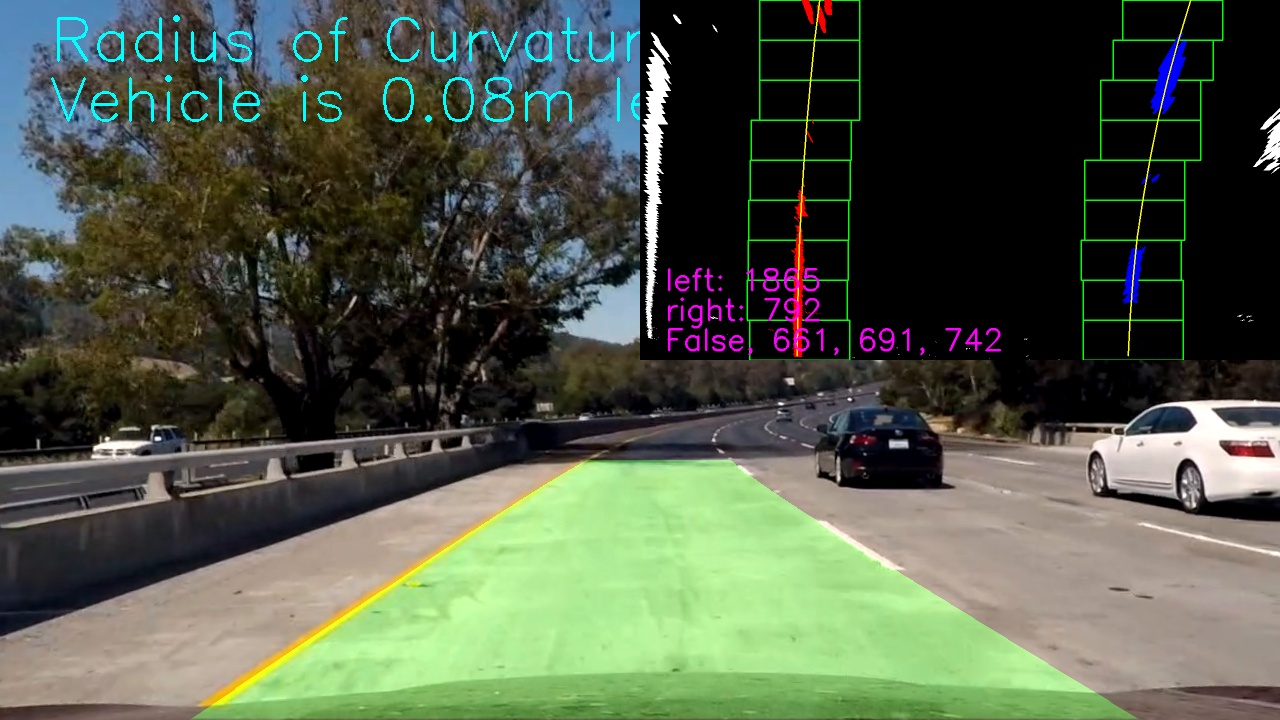 Radius of Curvatur
Vehicle is 0.08m le
left: 1865
right: 792
False, 661, 691, 742